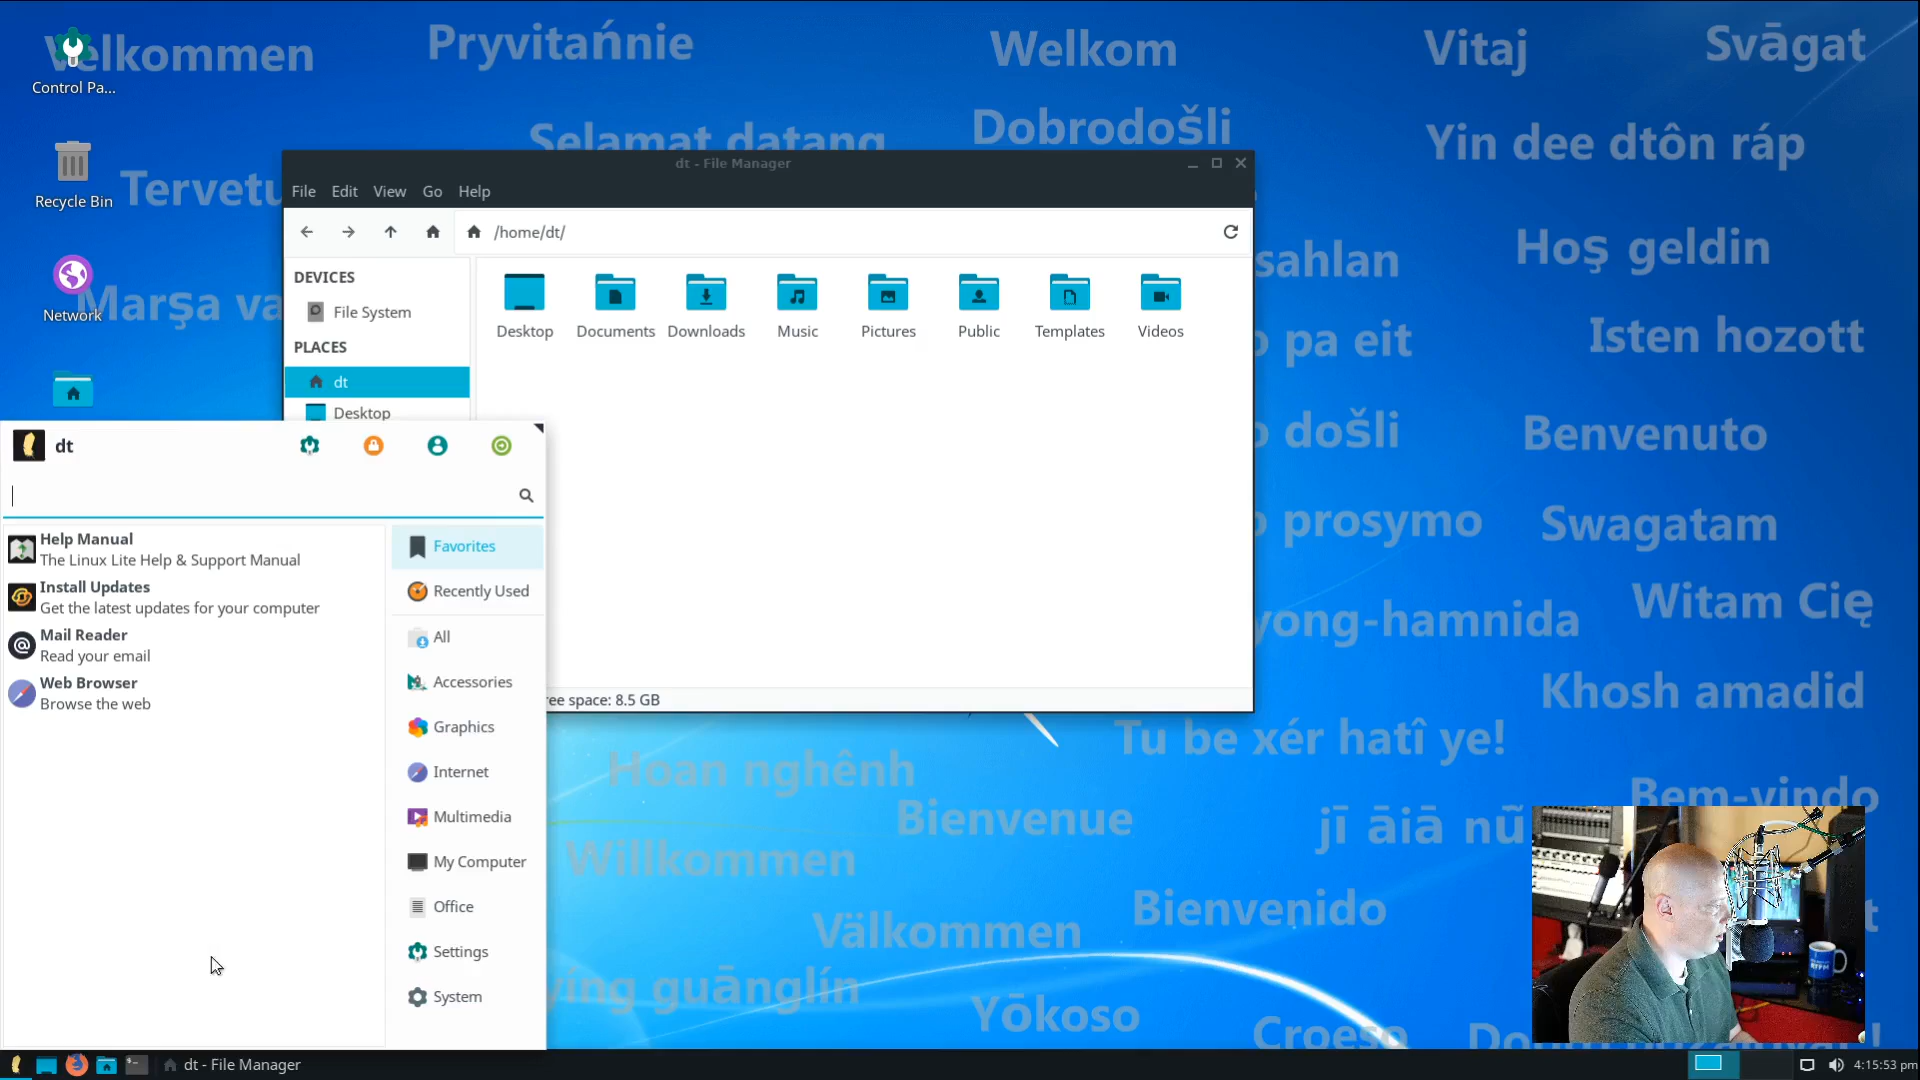 Velkommen
Pryvitańnie
Welkom
Vitaj
Svāgat
Control Pa...
Selamat datang
Dobrodošli
Yin dee dtôn ráp
Recycle Bin
Tervetu
dt - File Manager
File Edit View Go Help
/home/dt/
sahlan
Hoş geldin
Network
Marşa va
DEVICES
File System
PLACES
dt
Desktop
Desktop
Documents
Downloads
Music
Pictures
Public
Templates
Videos
pa eit
Isten hozott
došli
Benvenuto
dt
prosymo
Swagatam
Help Manual
The Linux Lite Help & Support Manual
Install Updates
Get the latest updates for your computer
Mail Reader
Read your email
Web Browser
Browse the web
Favorites
Recently Used
All
Accessories
Graphics
Internet
Multimedia
My Computer
Office
Settings
System
yong-hamnida
Witam Cię
ree space: 8.5 GB
Khosh amadid
Tu be xér hatî ye!
Hoan nghênh
Bienvenue
jī āiā nũ
Bem-vindo
Willkommen
Välkommen
Bienvenido
ying guānglín
Yōkoso
Croeso
dt - File Manager
4:15:53 pm